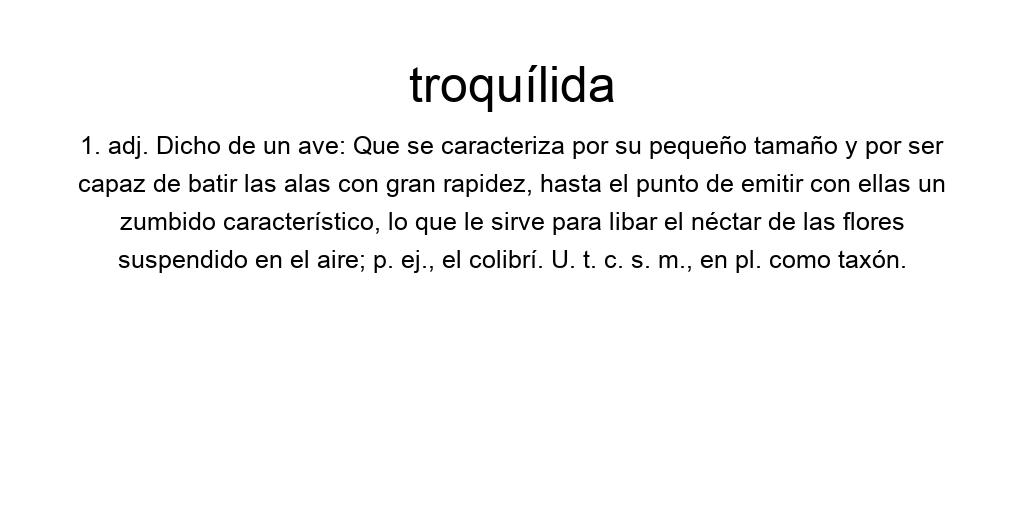 troquílida
1. adj. Dicho de un ave: Que se caracteriza por su pequeño tamaño y por ser
capaz de batir las alas con gran rapidez, hasta el punto de emitir con ellas un
zumbido característico, lo que le sirve para libar el néctar de las flores
suspendido en el aire; p. ej., el colibrí. U. t. c. s. m., en pl. como taxón.